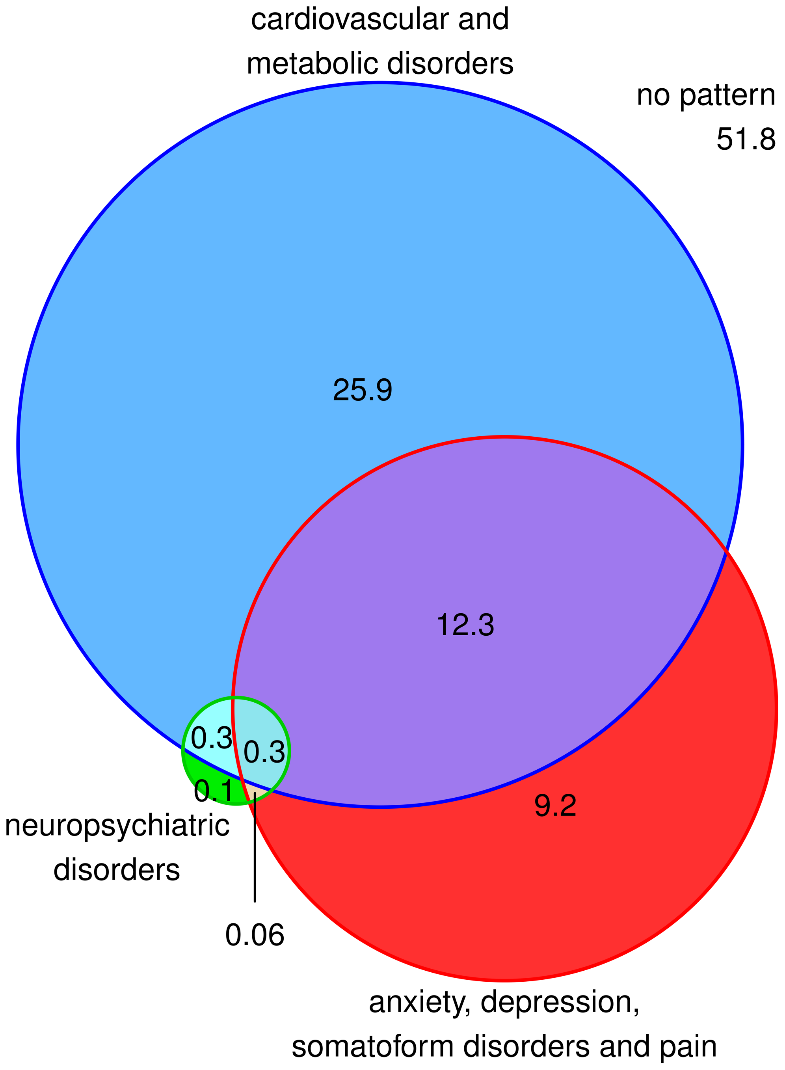 cardiovascular and
metabolic disorders
no pattern
51.8
25.9
12.3
0.3
0.3
0.1
9.2
neuropsychiatric
disorders
0.06
anxiety, depression,
somatoform disorders and pain